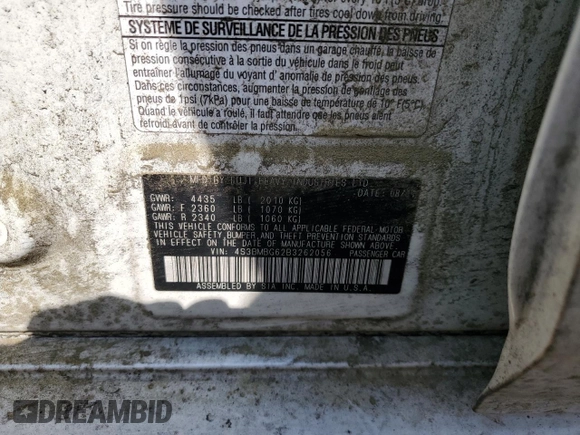 Tire pressure should be checked after tires cool down from driving.
SYSTÈME DE SURVEILLANCE DE LA PRESSION DES PNEUS
Si on règle la pression des pneus dans un garage chauffé, la baisse de
pression consécutive à la sortie du véhicule dans le froid peut
entraîner l'allumage du voyant d' anomalie de pression des pneus.
Dans ces circonstances, augmenter la pression de gonflage des
pneus de 1psi (7kPa) pour une baisse de température de 10° F(5°C).
Quand le véhicule a roulé, il faut attendre que les pneus aient
refroidi avant de contrôler la pression.
MFD BY FUJI HEAVY INDUSTRIES LTD.
DATE: 08/
GVWR: 4435 LB ( 2010 KG)
GAWR: F 2360 LB ( 1070 KG)
GAWR: R 2340 LB ( 1060 KG)
THIS VEHICLE CONFORMS TO ALL APPLICABLE FEDERAL MOTOR
VEHICLE SAFETY, BUMPER AND THEFT PREVENTION STANDARDS
IN EFFECT ON THE DATE OF MANUFACTURE SHOWN ABOVE.
VIN: 4S3BMBG62B3262056 PASSENGER CAR
ASSEMBLED BY SIA INC. MADE IN U.S.A.
DREAMBID